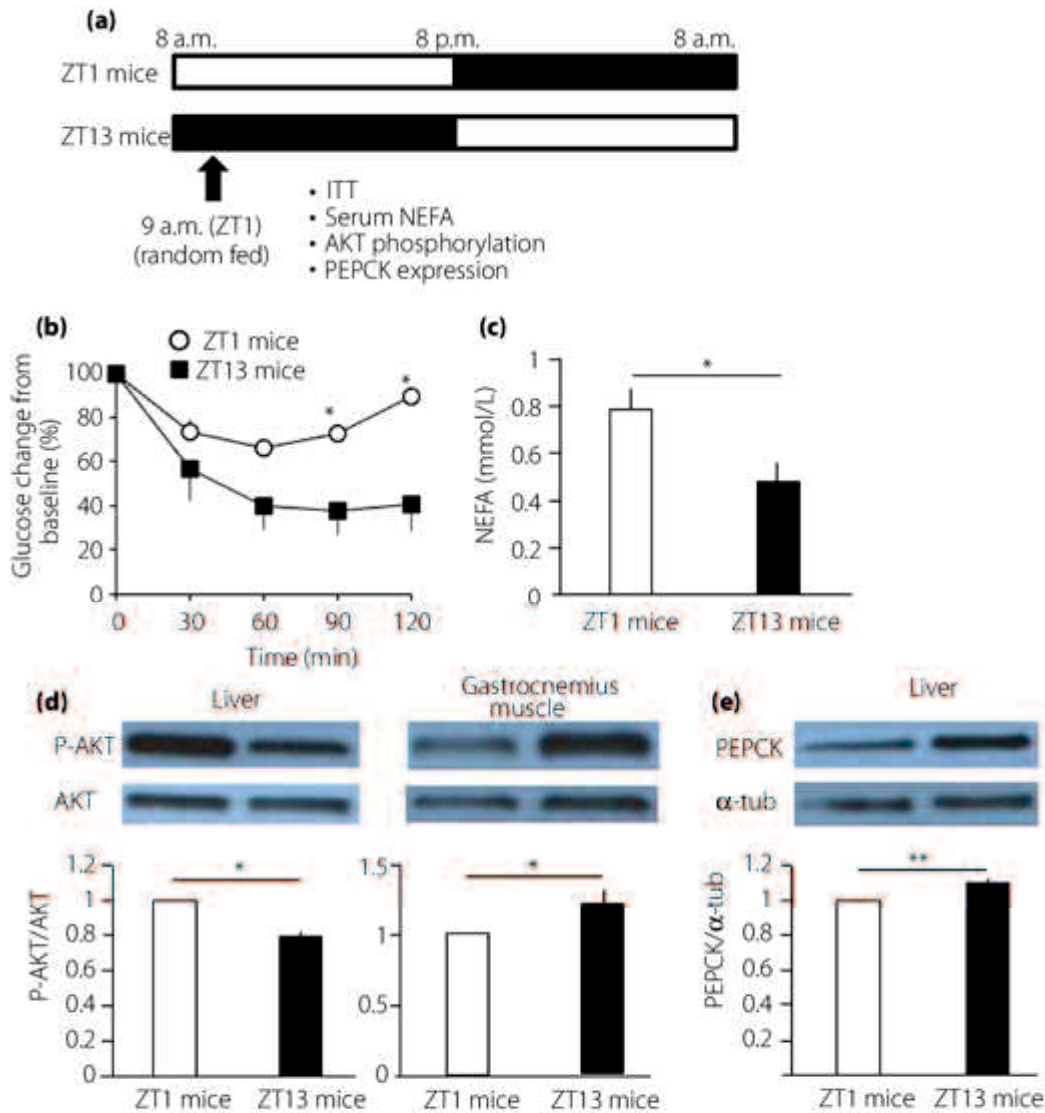 (a)
8 a.m. 8 p.m. 8 a.m.
ZT1 mice
ZT13 mice
9 a.m. (ZT1)
(random fed)
• ITT
• Serum NEFA
• AKT phosphorylation
• PEPCK expression
(b)
ZT1 mice
ZT13 mice
Glucose change from
baseline (%)
100
80
60
40
20
0
* *
0 30 60 90 120
Time (min)
(c)
NEFA (mmol/L)
1
0.8
0.6
0.4
0.2
0
*
ZT1 mice ZT13 mice
(d)
Liver
Gastrocnemius
muscle
P-AKT
AKT
P-AKT/AKT
1.2
1
0.8
0.6
0.4
0.2
0
*
ZT1 mice ZT13 mice
1.5
1
0.5
0
*
ZT1 mice ZT13 mice
(e)
Liver
PEPCK
α-tub
PEPCK/α-tub
1.2
1
0.8
0.6
0.4
0.2
0
**
ZT1 mice ZT13 mice